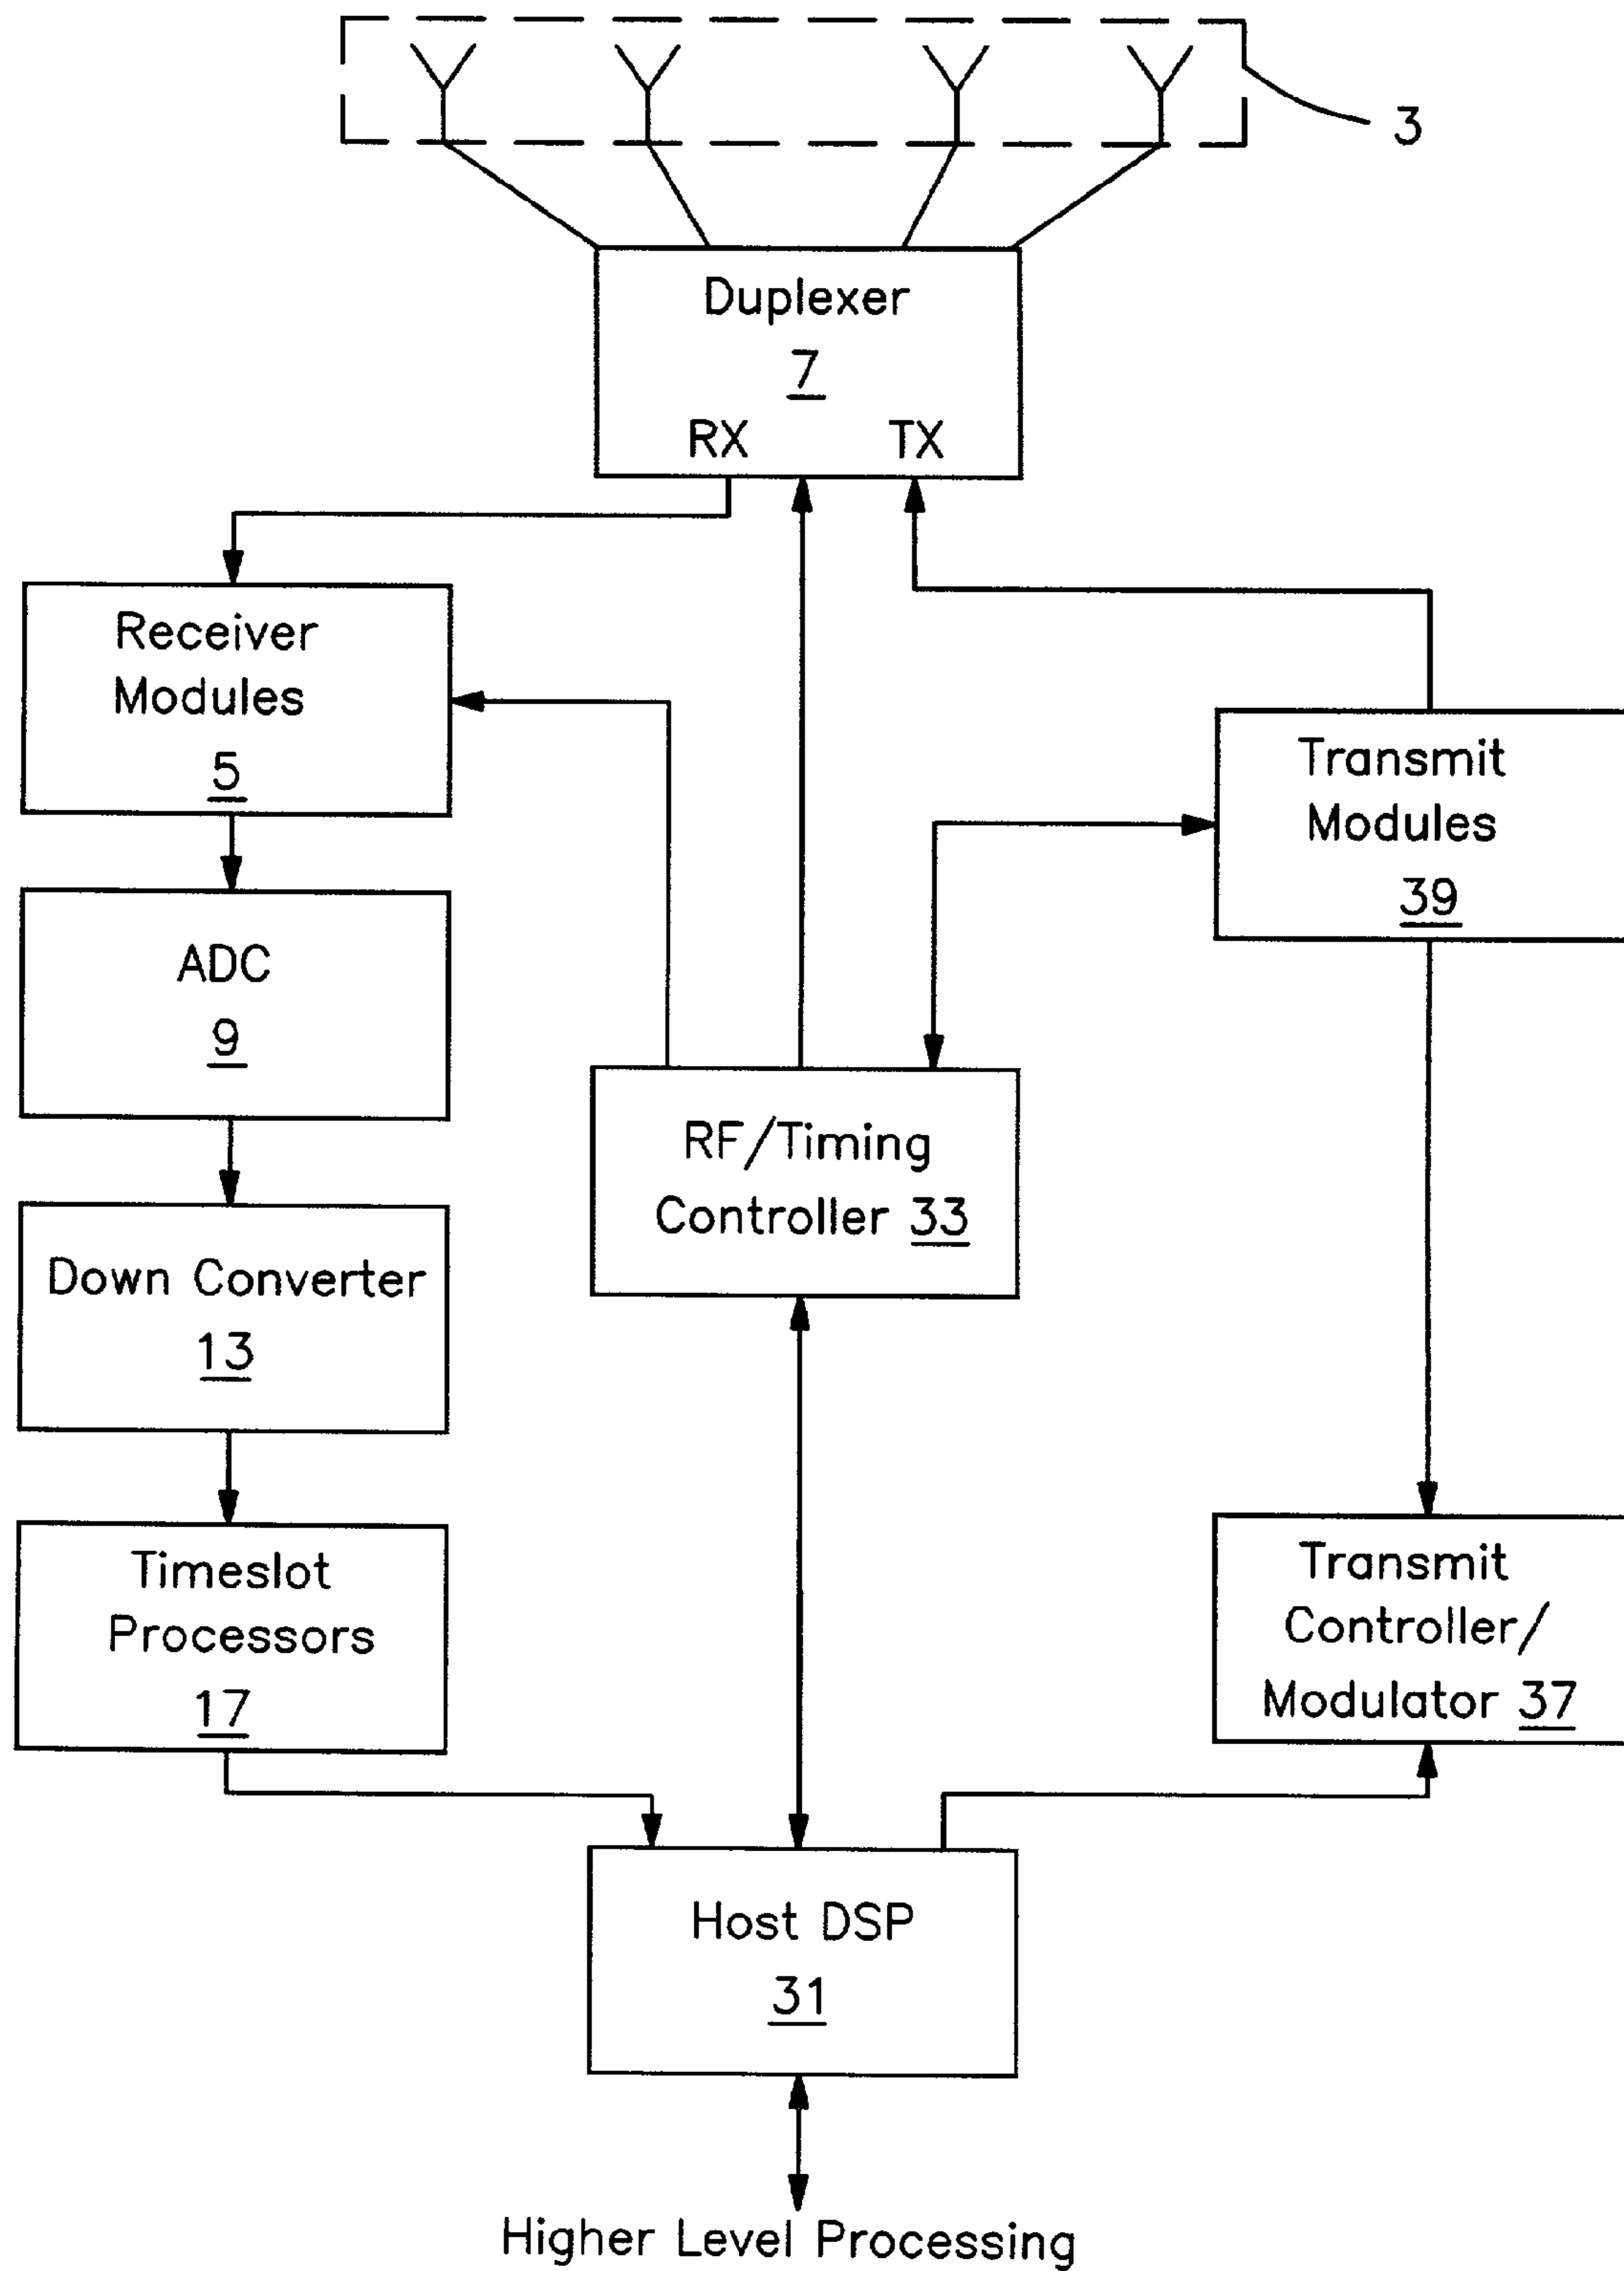 3
Duplexer
7
RX TX
Receiver
Modules
5
Transmit
Modules
39
ADC
9
RF/Timing
Controller 33
Down Converter
13
Timeslot
Processors
17
Transmit
Controller/
Modulator 37
Host DSP
31
Higher Level Processing